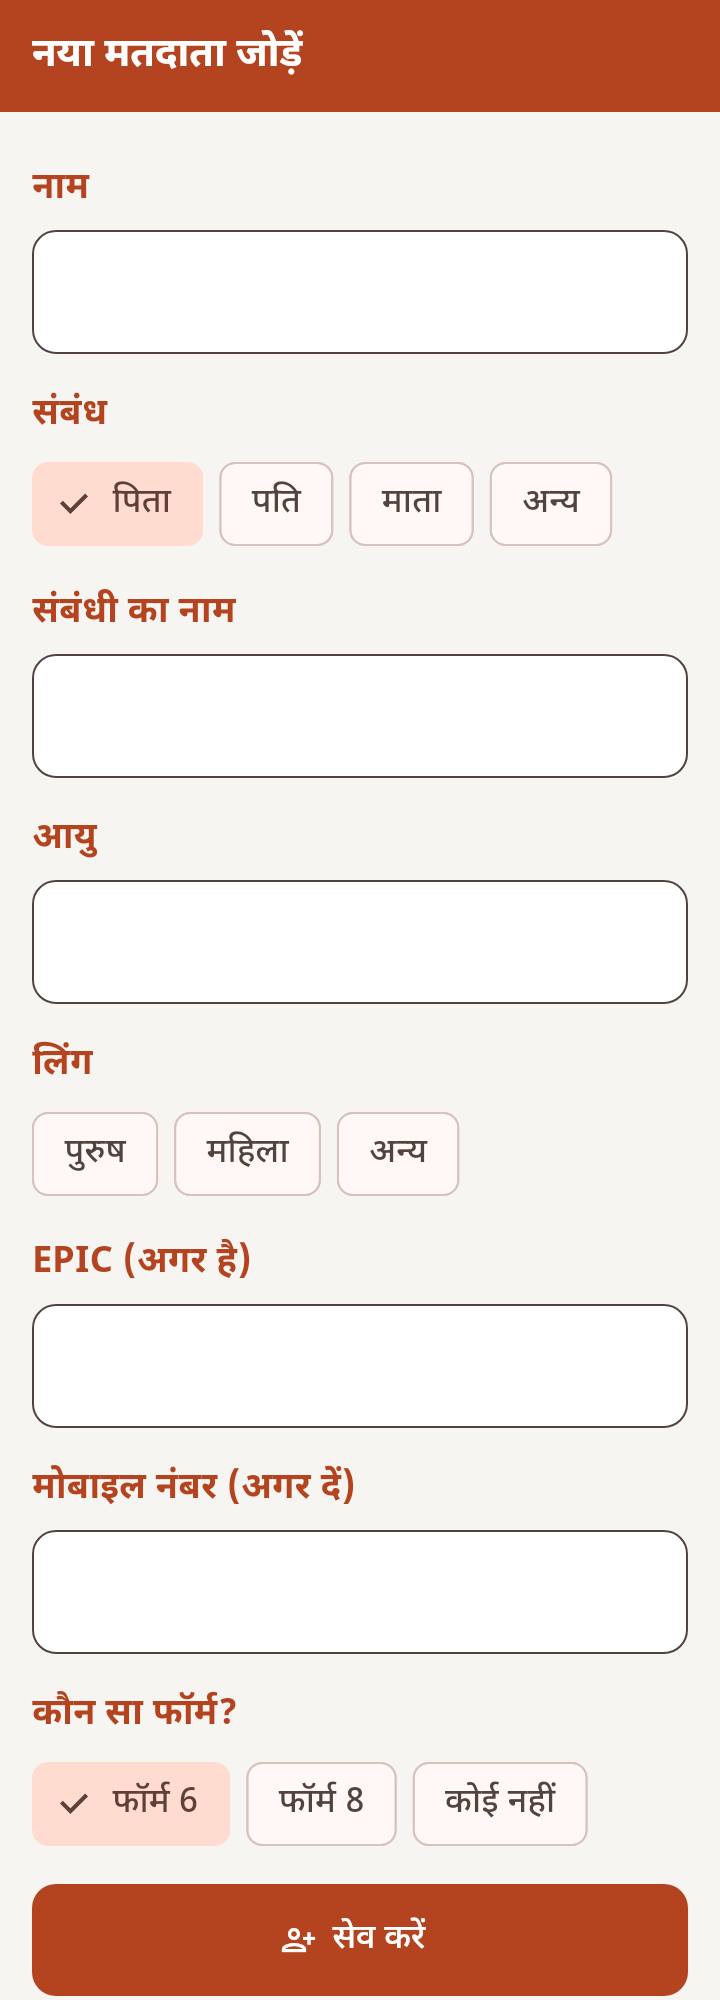 नया मतदाता जोड़ें
नाम
संबंध
पिता पति माता अन्य
संबंधी का नाम
आयु
लिंग
पुरुष महिला अन्य
EPIC (अगर है)
मोबाइल नंबर (अगर दें)
कौन सा फॉर्म?
फॉर्म 6 फॉर्म 8 कोई नहीं
सेव करें